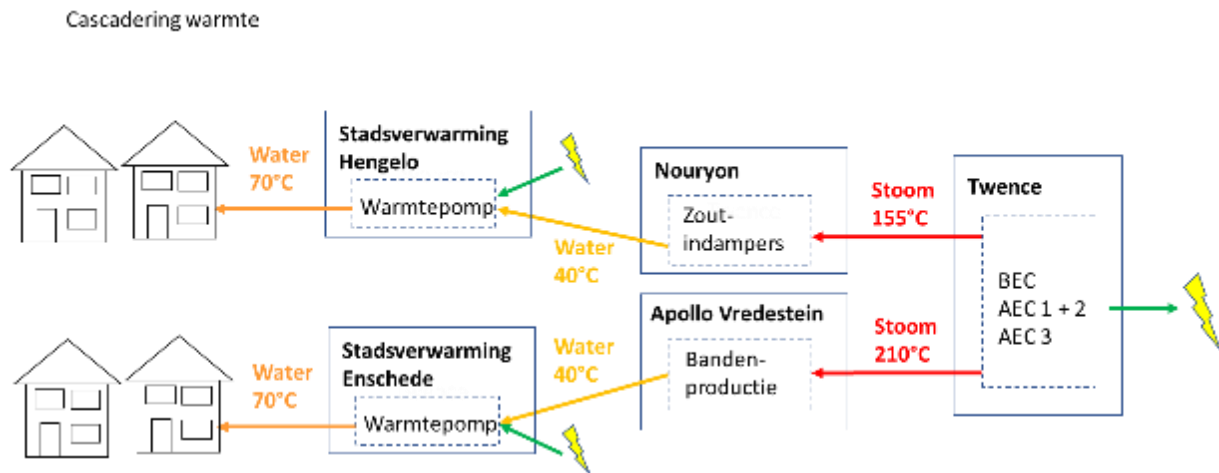 Cascadering warmte
Water
70°C
Stadsverwarming
Hengelo
Warmtepomp
Water
40°C
Nouryon
Zout-
indampers
Stoom
155°C
Twence
BEC
AEC 1 + 2
AEC 3
Water
70°C
Stadsverwarming
Enschede
Warmtepomp
Water
40°C
Apollo Vredestein
Banden-
productie
Stoom
210°C